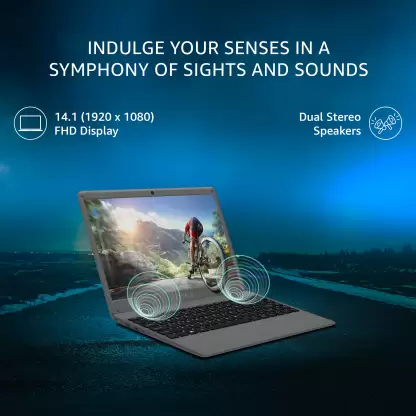 INDULGE YOUR SENSES IN A
SYMPHONY OF SIGHTS AND SOUNDS
14.1 (1920 x 1080)
FHD Display
Dual Stereo
Speakers